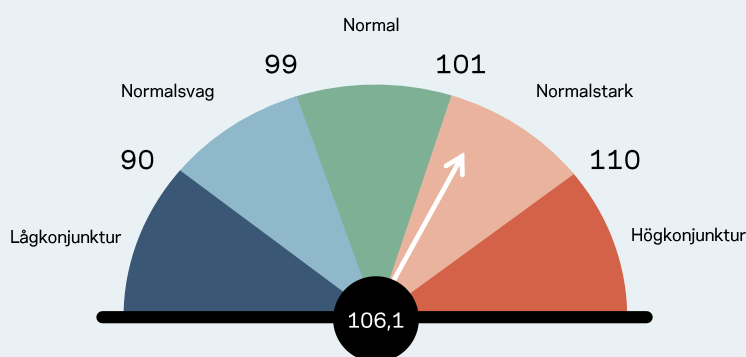 Normal
99
101
Normalsvag
Normalstark
90
110
Lågkonjunktur
Högkonjunktur
106,1